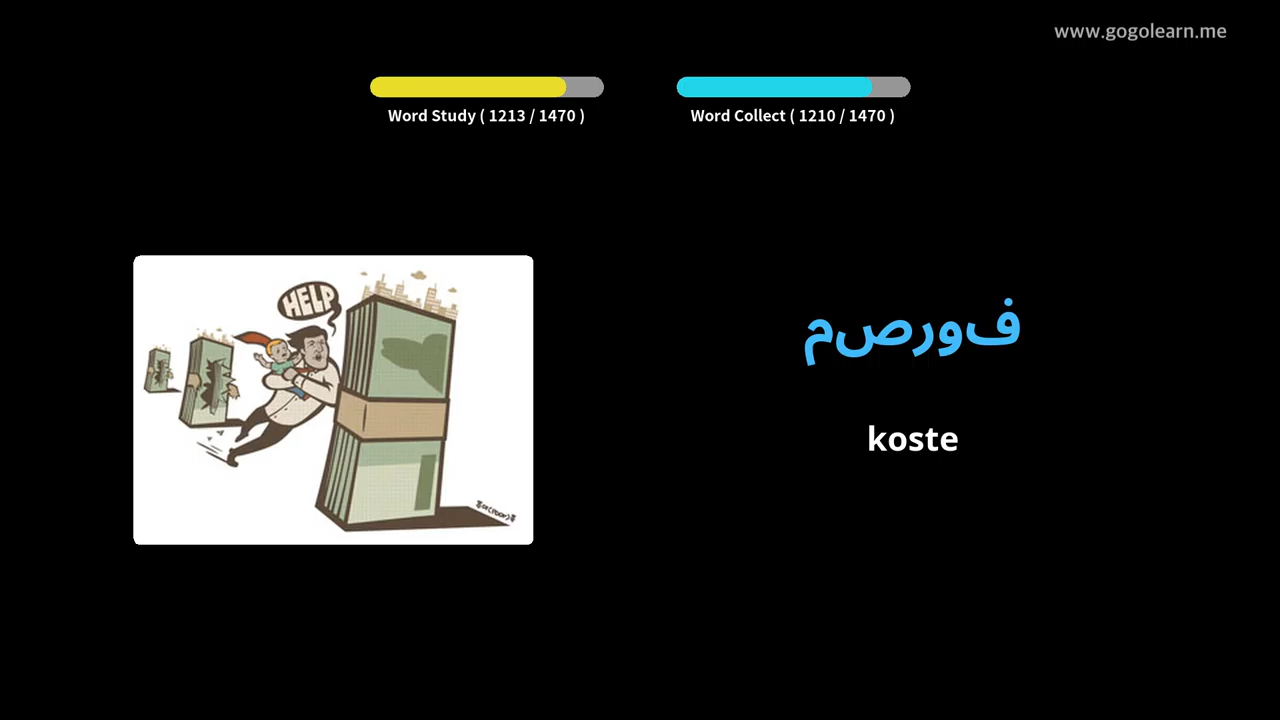 www.gogolearn.me
Word Study ( 1213 / 1470 )
Word Collect ( 1210 / 1470 )
HELP
فورصم
koste